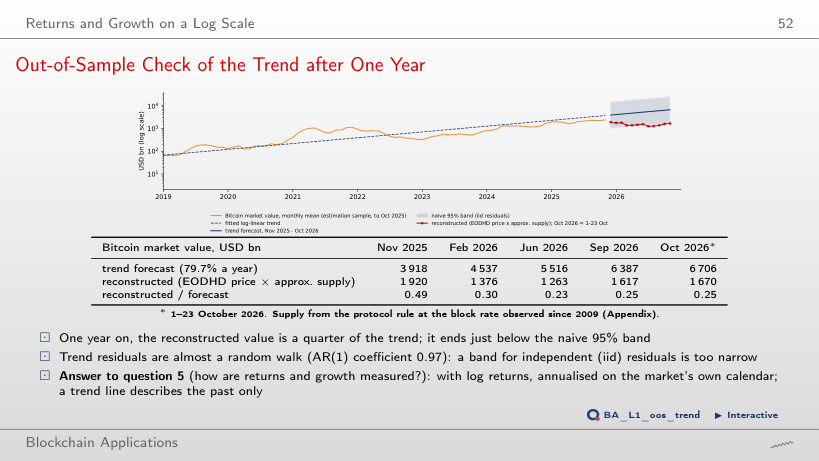 Returns and Growth on a Log Scale 52
Out-of-Sample Check of the Trend after One Year
USD bn (log scale)
10⁴
10³
10²
10¹
2019 2020 2021 2022 2023 2024 2025 2026
Bitcoin market value, monthly mean (estimation sample, to Oct 2025)
fitted log-linear trend
trend forecast, Nov 2025 - Oct 2026
naive 95% band (iid residuals)
reconstructed (EODHD price × approx. supply); Oct 2026 = 1-23 Oct
Bitcoin market value, USD bn Nov 2025 Feb 2026 Jun 2026 Sep 2026 Oct 2026*
trend forecast (79.7% a year) 3 918 4 537 5 516 6 387 6 706
reconstructed (EODHD price × approx. supply) 1 920 1 376 1 263 1 617 1 670
reconstructed / forecast 0.49 0.30 0.23 0.25 0.25
* 1–23 October 2026. Supply from the protocol rule at the block rate observed since 2009 (Appendix).
One year on, the reconstructed value is a quarter of the trend; it ends just below the naive 95% band
Trend residuals are almost a random walk (AR(1) coefficient 0.97): a band for independent (iid) residuals is too narrow
Answer to question 5 (how are returns and growth measured?): with log returns, annualised on the market's own calendar;
a trend line describes the past only
BA_L1_oos_trend ▶ Interactive
Blockchain Applications